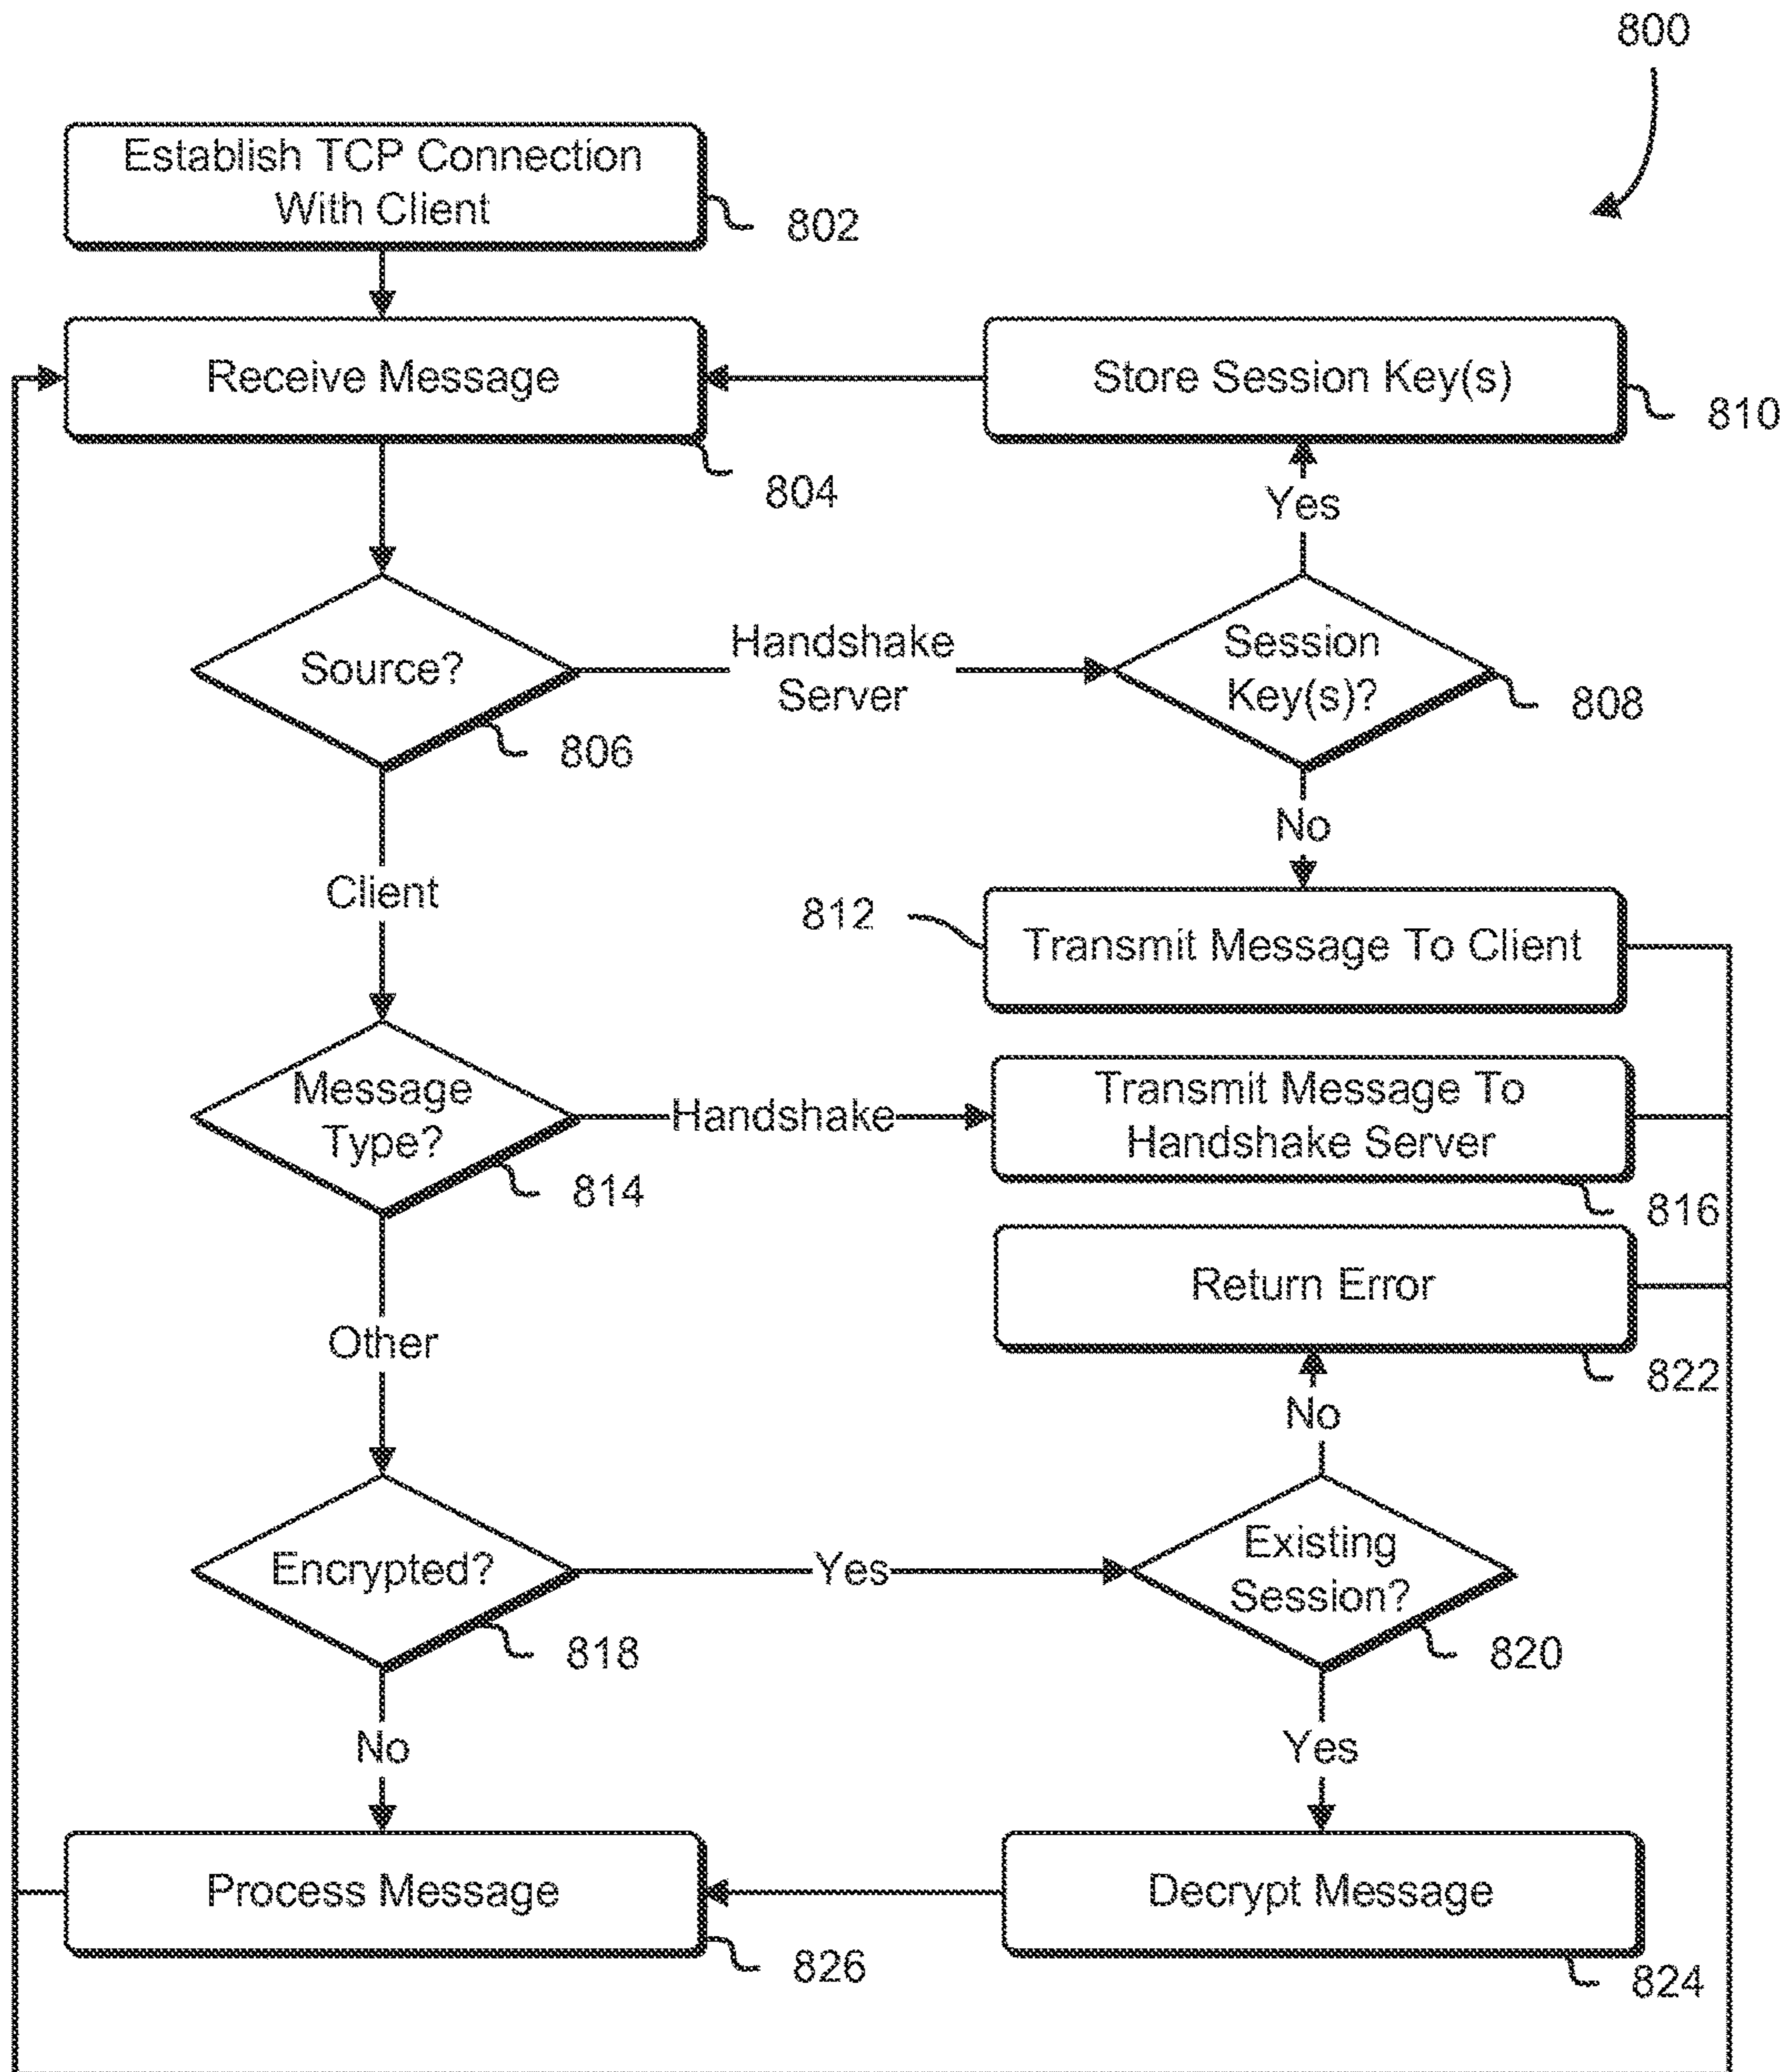 800
Establish TCP Connection
With Client
802
Receive Message
804
Store Session Key(s)
810
Yes
Source?
806
Handshake
Server
Session
Key(s)?
808
No
Client
812
Transmit Message To Client
Message
Type?
814
Handshake
Transmit Message To
Handshake Server
816
Return Error
822
Other
No
Encrypted?
818
Yes
Existing
Session?
820
No
Yes
Process Message
826
Decrypt Message
824